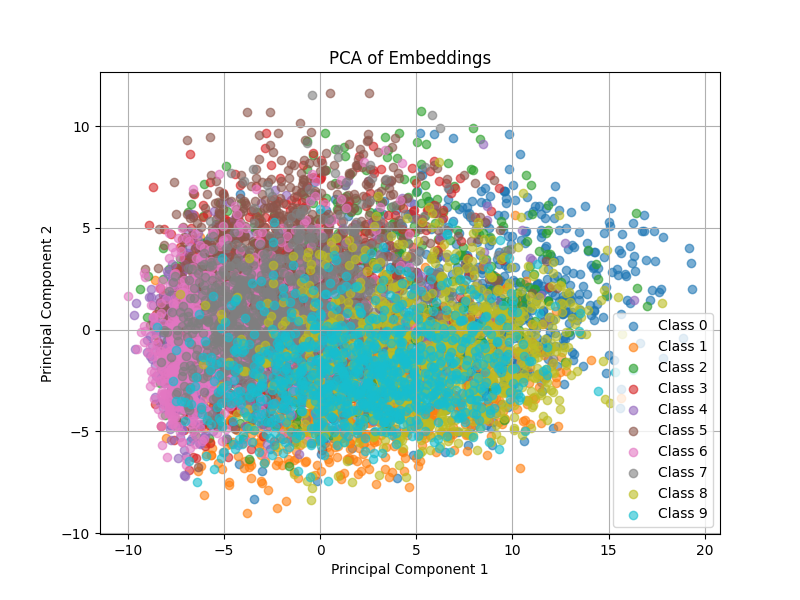 PCA of Embeddings
Principal Component 2
10
5
0
−5
−10
−10 −5 0 5 10 15 20
Principal Component 1
Class 0
Class 1
Class 2
Class 3
Class 4
Class 5
Class 6
Class 7
Class 8
Class 9